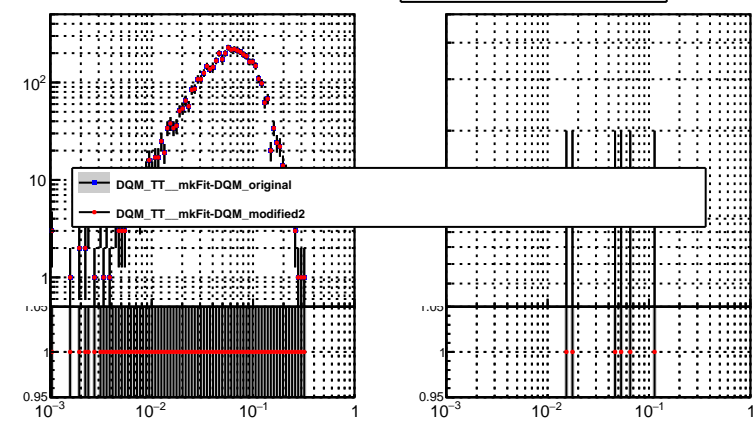 10²
10
DQM_TT__mkFit-DQM_original
DQM_TT__mkFit-DQM_modified2
1
1.05 1.05
1 1
0.95 0.95
10⁻³ 10⁻² 10⁻¹ 1 10⁻³ 10⁻² 10⁻¹ 1